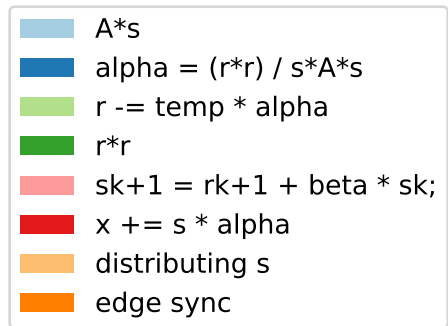 A*s
alpha = (r*r) / s*A*s
r -= temp * alpha
r*r
sk+1 = rk+1 + beta * sk;
x += s * alpha
distributing s
edge sync